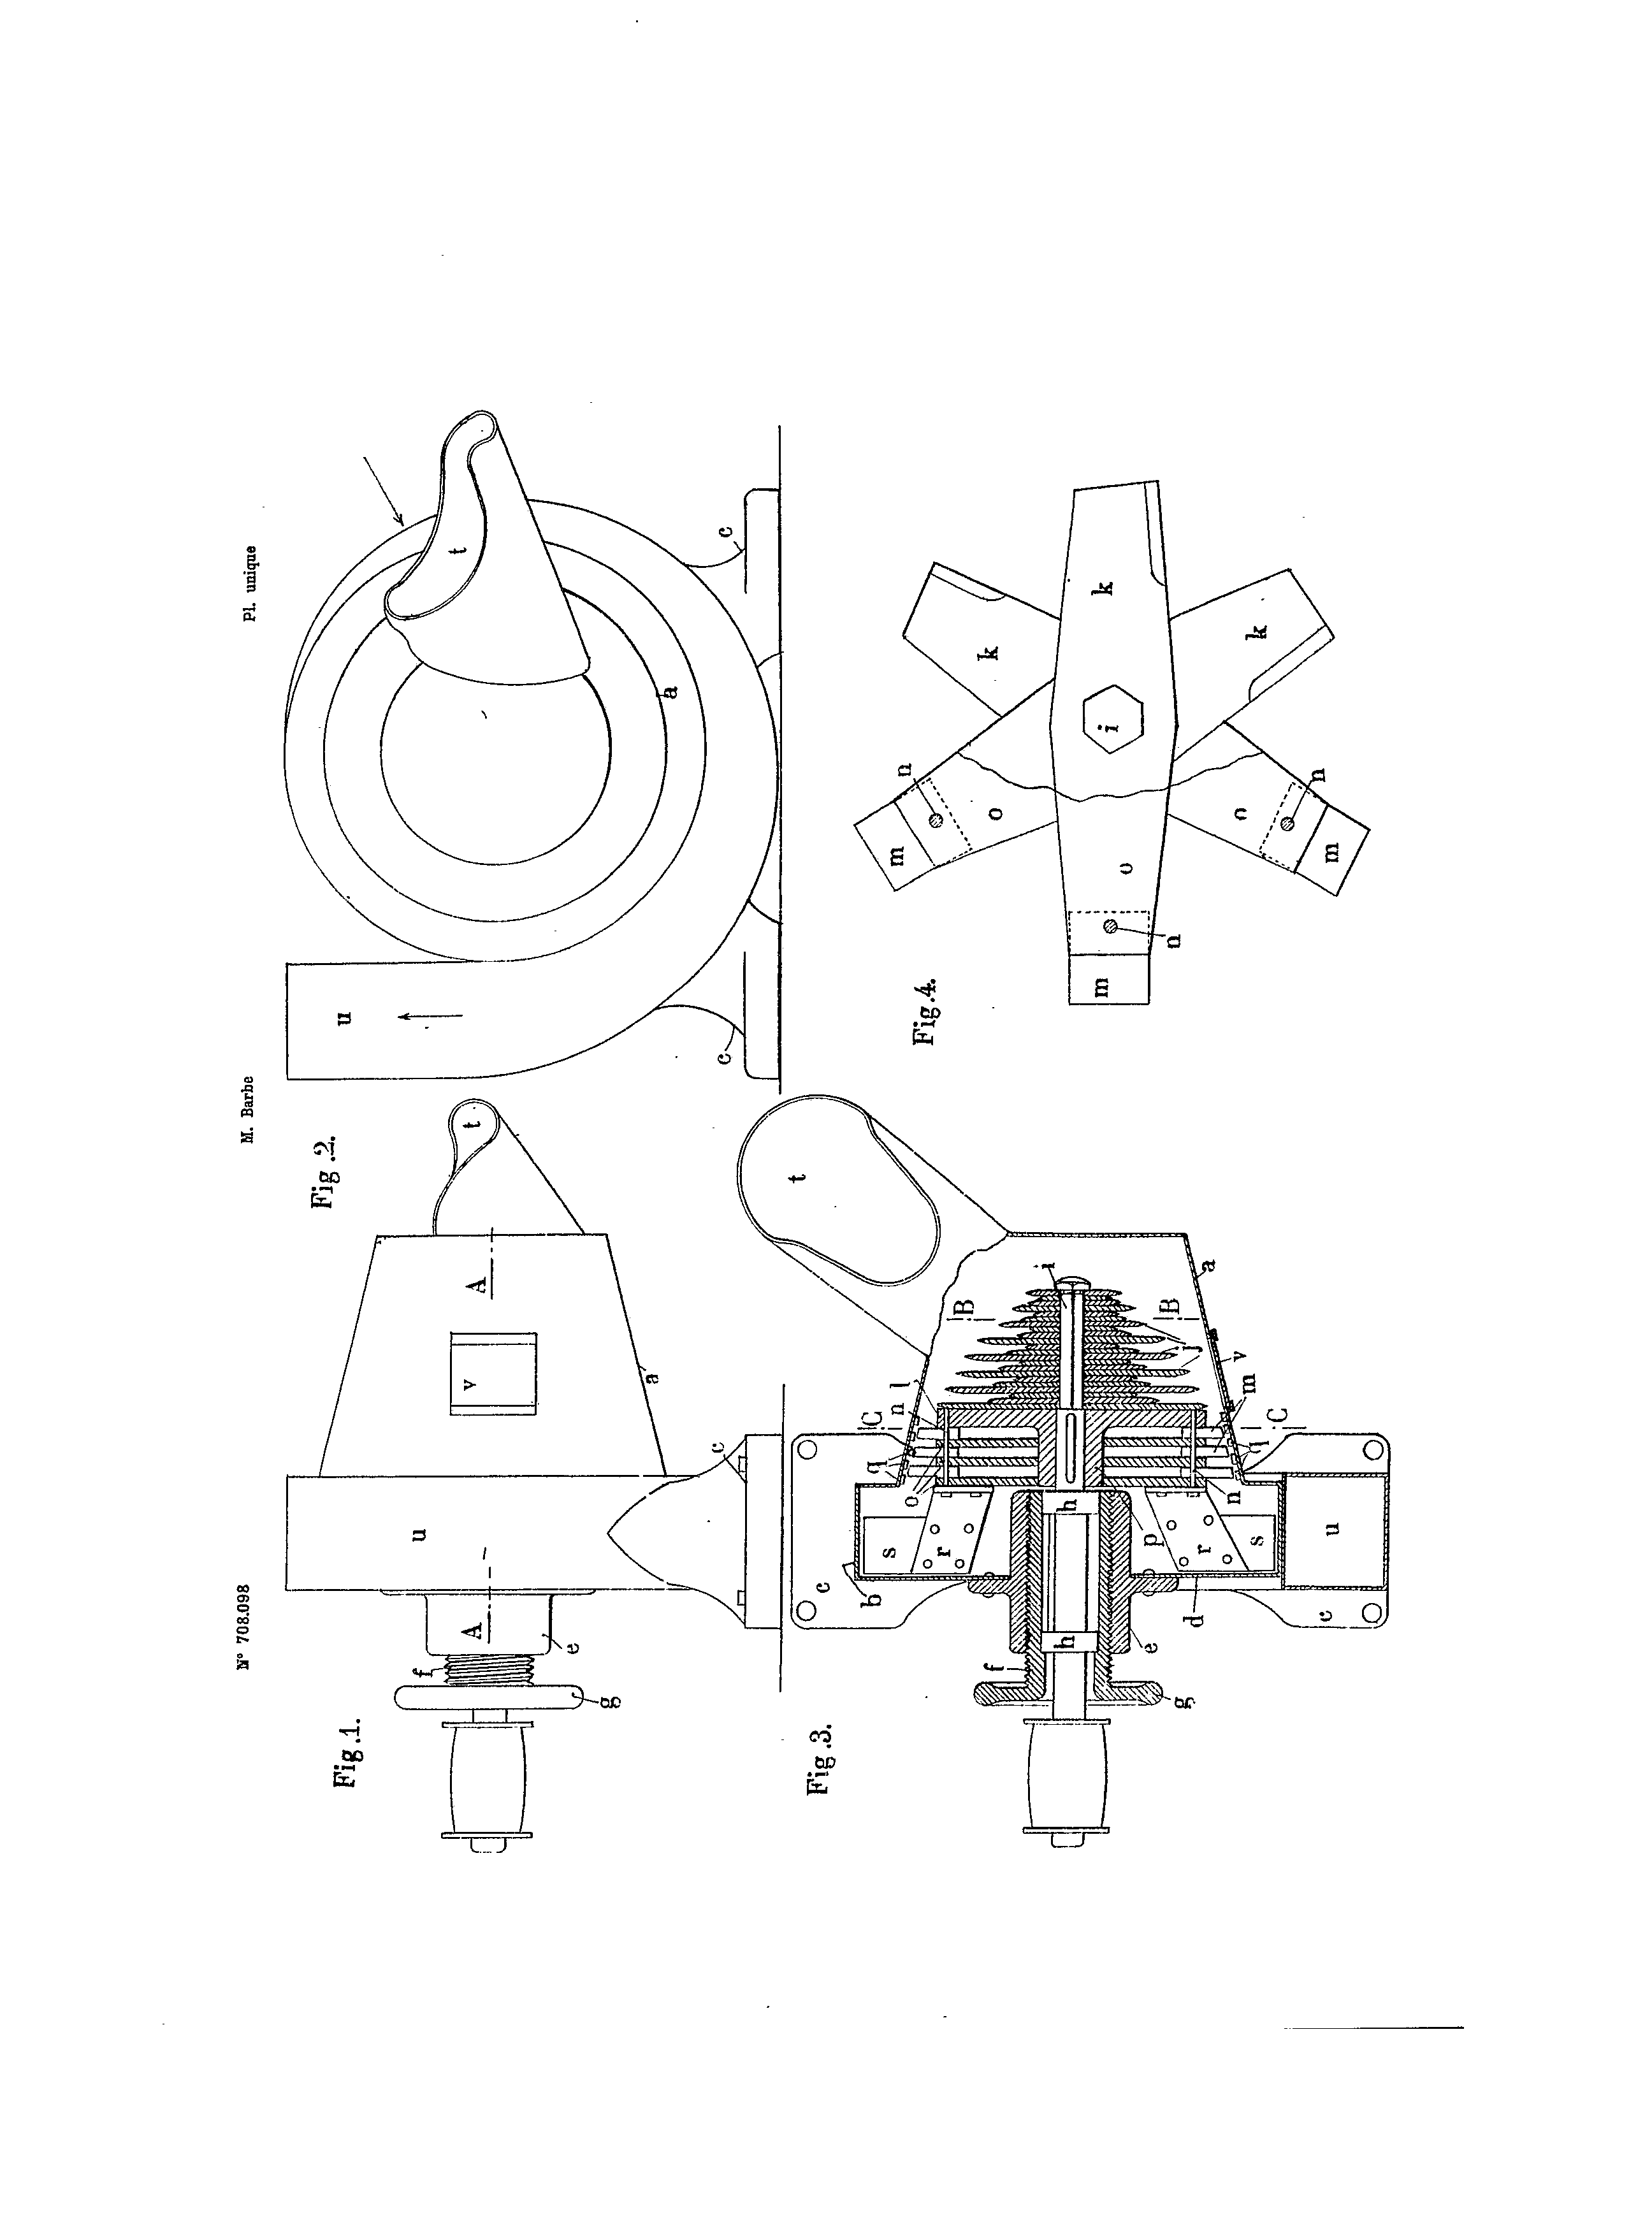 N° 708.098
M. Barbe
Pl. unique
Fig.1.
g
f
A
e
u
c
v
a
A
t
Fig.2.
u
c
a
t
c
Fig.3.
g
f
h
e
d
c
b
c
s
r
h
p
r
s
u
o
q
n
n
q
C
l
C
m
j
v
B
B
i
a
t
Fig.4.
m
n
o
m
n
o
o
n
m
i
k
k
k